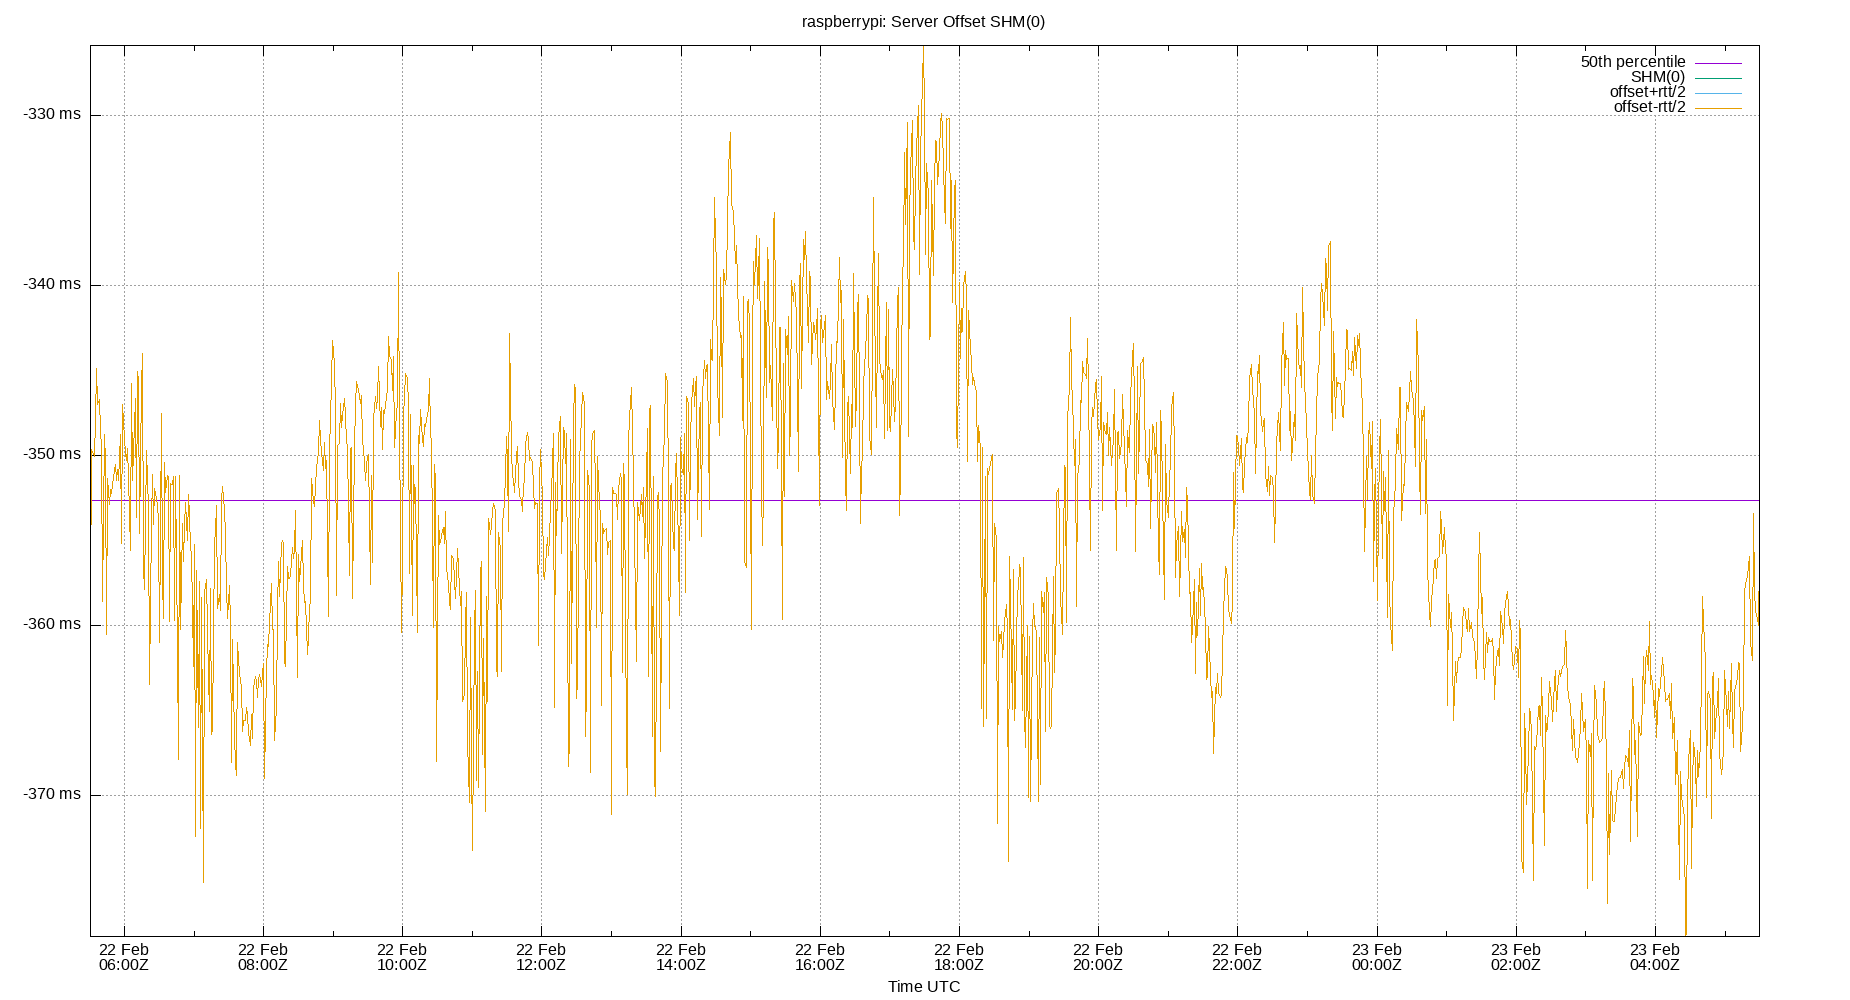 raspberrypi: Server Offset SHM(0)
50th percentile
SHM(0)
offset+rtt/2
offset-rtt/2
-330 ms
-340 ms
-350 ms
-360 ms
-370 ms
22 Feb 22 Feb 22 Feb 22 Feb 22 Feb 22 Feb 22 Feb 22 Feb 22 Feb 23 Feb 23 Feb 23 Feb
06:00Z 08:00Z 10:00Z 12:00Z 14:00Z 16:00Z 18:00Z 20:00Z 22:00Z 00:00Z 02:00Z 04:00Z
Time UTC